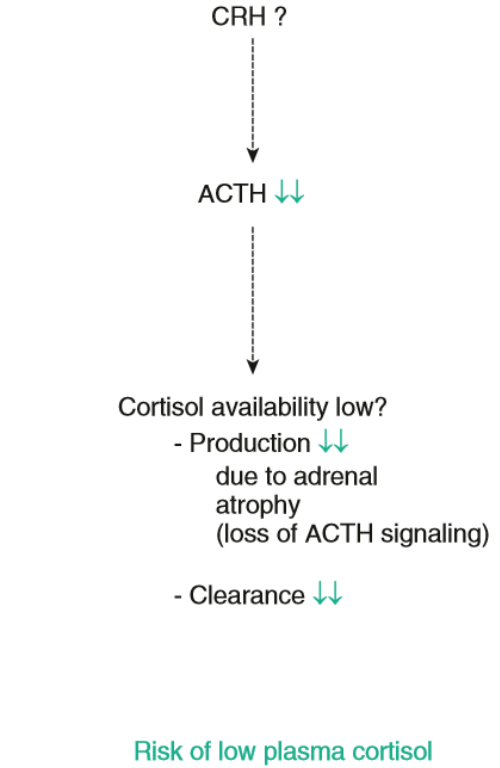 CRH ?
ACTH ↓↓
Cortisol availability low?
- Production ↓↓
due to adrenal
atrophy
(loss of ACTH signaling)
- Clearance ↓↓
Risk of low plasma cortisol